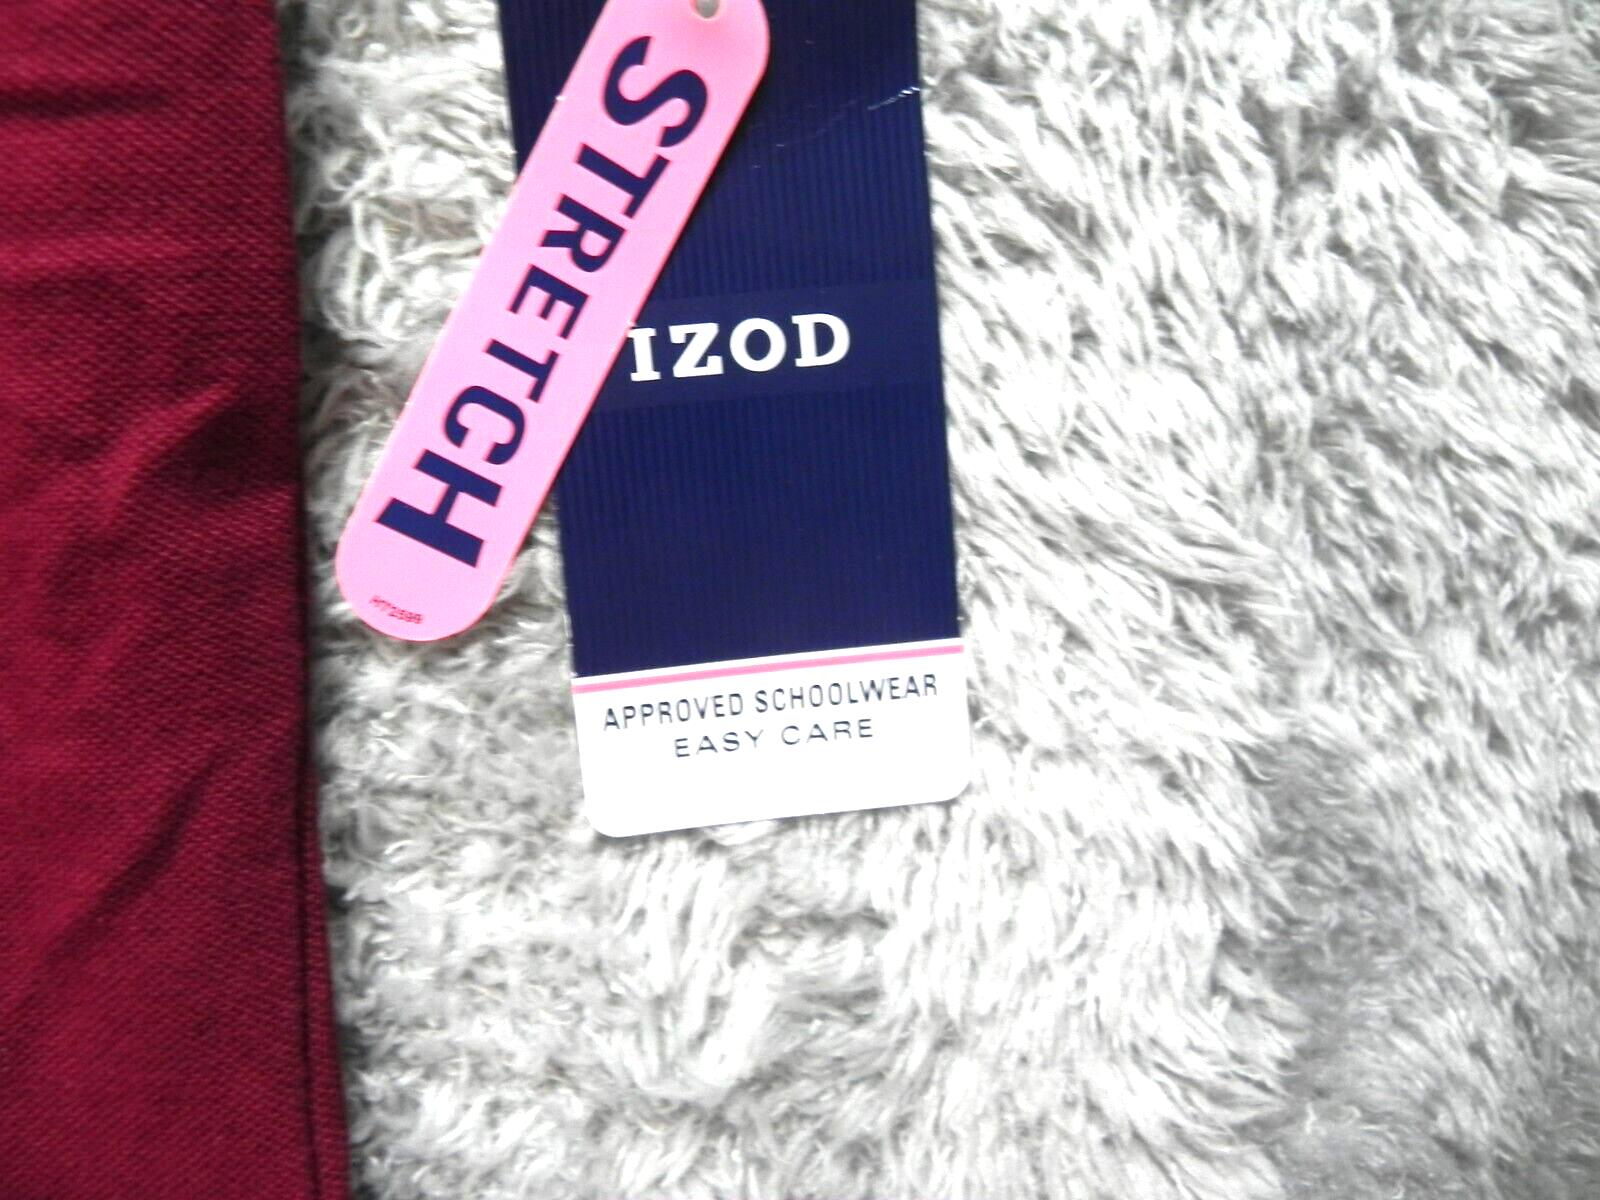 STRETCH
IZOD
APPROVED SCHOOLWEAR
EASY CARE